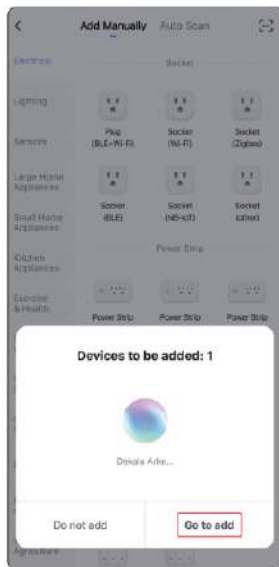 Add Manually Auto Scan
Electrical
Socket
Lighting
Plug
(BLE+Wi-Fi)
Socket
(Wi-Fi)
Socket
(Zigbee)
Sensors
Large Home
Appliances
Socket
(BLE)
Socket
(NB-IoT)
Socket
(other)
Small Home
Appliances
Power Strip
Kitchen
Appliances
Exercise
& Health
Power Strip
Power Strip
Power Strip
Devices to be added: 1
Do not add
Go to add
Agriculture